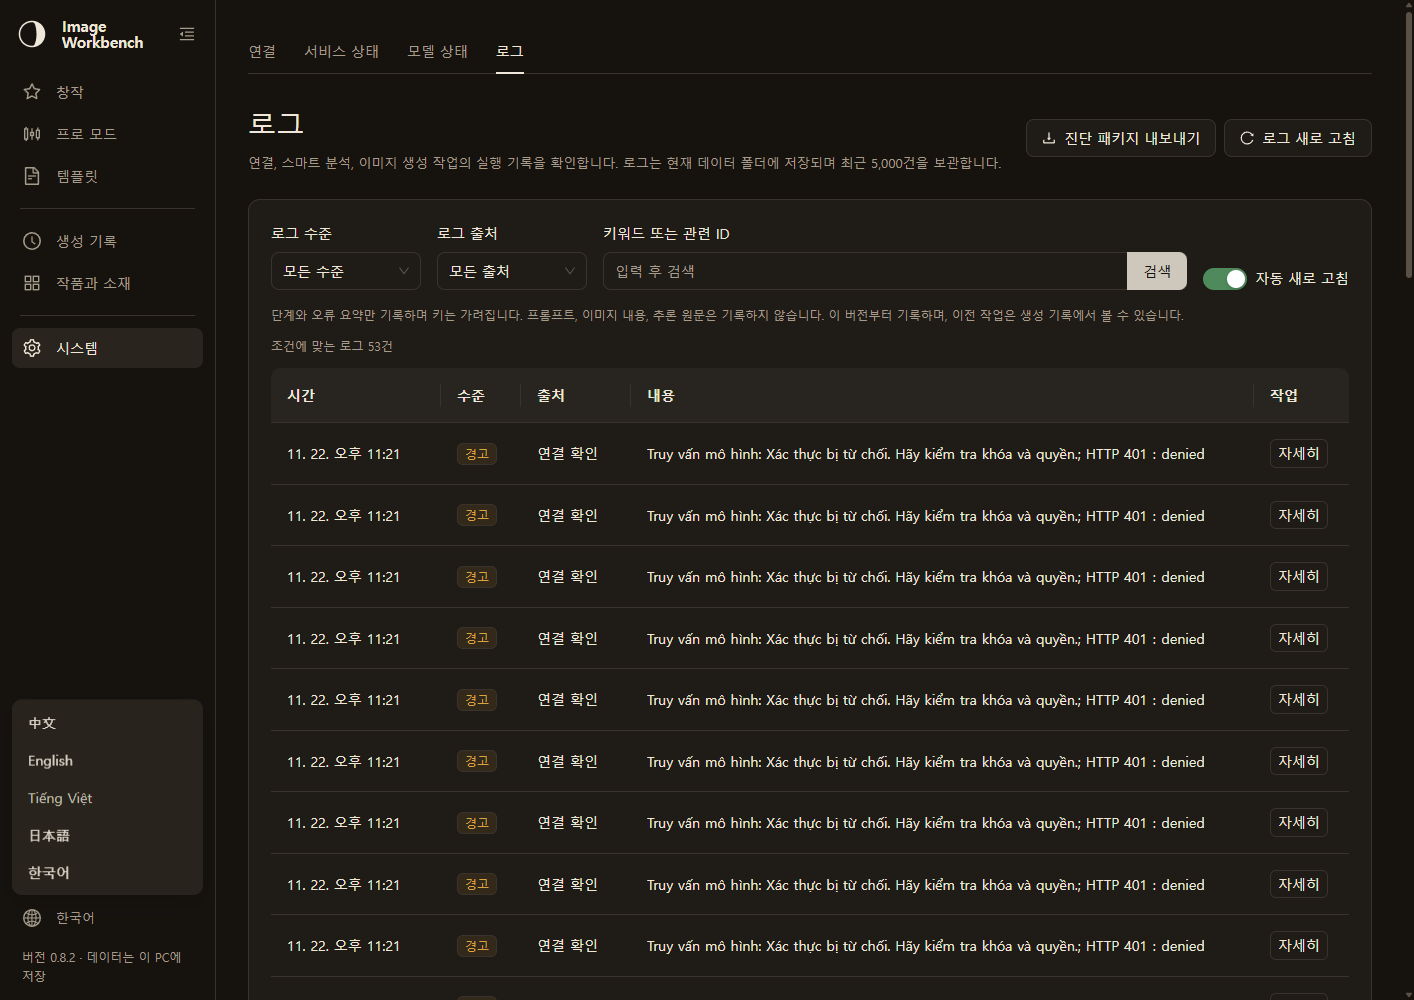 Image
Workbench
창작
프로 모드
템플릿
생성 기록
작품과 소재
시스템
中文
English
Tiếng Việt
日本語
한국어
한국어
버전 0.8.2 · 데이터는 이 PC에
저장
연결 서비스 상태 모델 상태 로그
로그
연결, 스마트 분석, 이미지 생성 작업의 실행 기록을 확인합니다. 로그는 현재 데이터 폴더에 저장되며 최근 5,000건을 보관합니다.
진단 패키지 내보내기 로그 새로 고침
로그 수준 로그 출처 키워드 또는 관련 ID
모든 수준 모든 출처 입력 후 검색 검색 자동 새로 고침
단계와 오류 요약만 기록하며 키는 가려집니다. 프롬프트, 이미지 내용, 추론 원문은 기록하지 않습니다. 이 버전부터 기록하며, 이전 작업은 생성 기록에서 볼 수 있습니다.
조건에 맞는 로그 53건
시간 수준 출처 내용 작업
11. 22. 오후 11:21 경고 연결 확인 Truy vấn mô hình: Xác thực bị từ chối. Hãy kiểm tra khóa và quyền.; HTTP 401 : denied 자세히
11. 22. 오후 11:21 경고 연결 확인 Truy vấn mô hình: Xác thực bị từ chối. Hãy kiểm tra khóa và quyền.; HTTP 401 : denied 자세히
11. 22. 오후 11:21 경고 연결 확인 Truy vấn mô hình: Xác thực bị từ chối. Hãy kiểm tra khóa và quyền.; HTTP 401 : denied 자세히
11. 22. 오후 11:21 경고 연결 확인 Truy vấn mô hình: Xác thực bị từ chối. Hãy kiểm tra khóa và quyền.; HTTP 401 : denied 자세히
11. 22. 오후 11:21 경고 연결 확인 Truy vấn mô hình: Xác thực bị từ chối. Hãy kiểm tra khóa và quyền.; HTTP 401 : denied 자세히
11. 22. 오후 11:21 경고 연결 확인 Truy vấn mô hình: Xác thực bị từ chối. Hãy kiểm tra khóa và quyền.; HTTP 401 : denied 자세히
11. 22. 오후 11:21 경고 연결 확인 Truy vấn mô hình: Xác thực bị từ chối. Hãy kiểm tra khóa và quyền.; HTTP 401 : denied 자세히
11. 22. 오후 11:21 경고 연결 확인 Truy vấn mô hình: Xác thực bị từ chối. Hãy kiểm tra khóa và quyền.; HTTP 401 : denied 자세히
11. 22. 오후 11:21 경고 연결 확인 Truy vấn mô hình: Xác thực bị từ chối. Hãy kiểm tra khóa và quyền.; HTTP 401 : denied 자세히